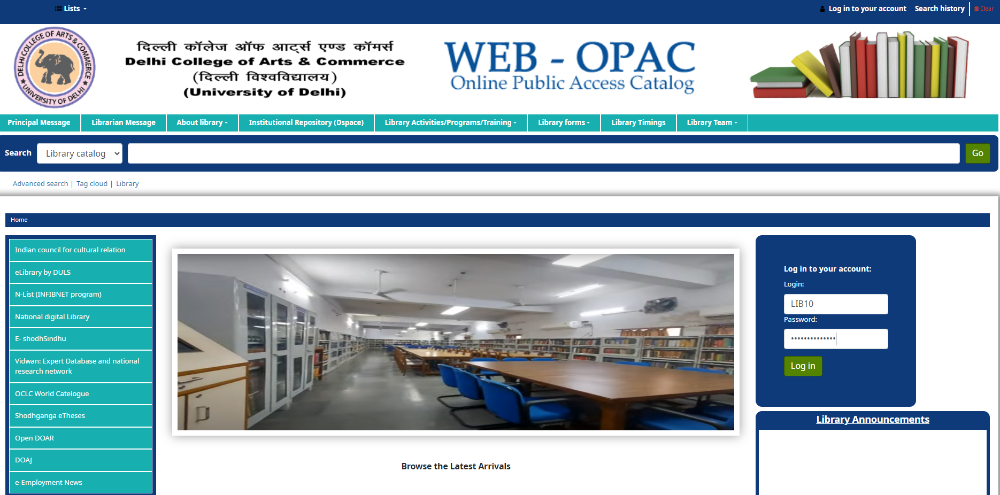 Lists
Log in to your account
Search history
Clear
DELHI COLLEGE OF ARTS & COMMERCE
★ UNIVERSITY OF DELHI ★
दिल्ली कॉलेज ऑफ आर्ट्स एण्ड कॉमर्स
Delhi College of Arts & Commerce
(दिल्ली विश्वविद्यालय)
(University of Delhi)
WEB - OPAC
Online Public Access Catalog
Principal Message
Librarian Message
About library
Institutional Repository (Dspace)
Library Activities/Programs/Training
Library forms
Library Timings
Library Team
Search
Library catalog
Go
Advanced search | Tag cloud | Library
Home
Indian council for cultural relation
eLibrary by DULS
N-List (INFIBNET program)
National digital Library
E- shodhSindhu
Vidwan: Expert Database and national
research network
OCLC World Catelogue
Shodhganga eTheses
Open DOAR
DOAJ
e-Employment News
Browse the Latest Arrivals
Log in to your account:
Login:
LIB10
Password:
••••••••••••••
Log in
Library Announcements